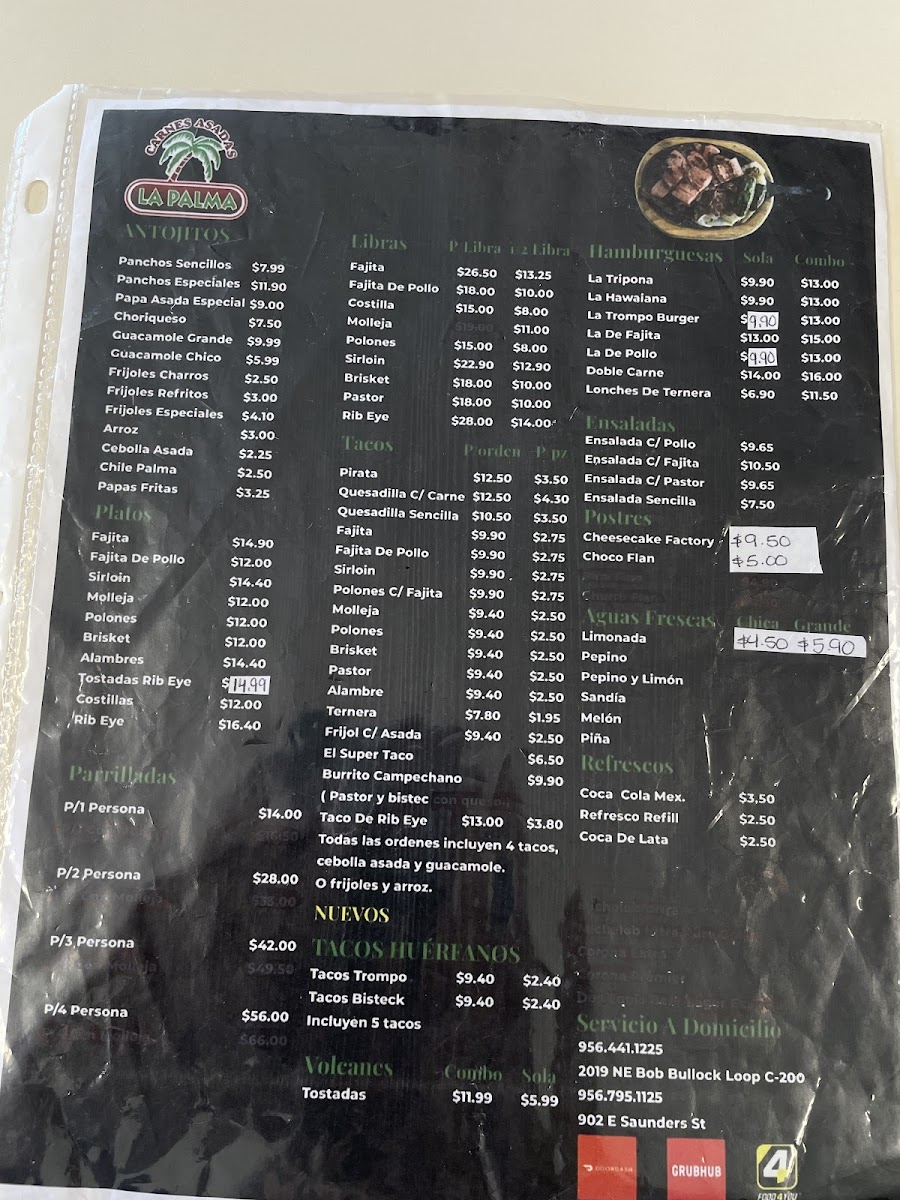 CARNES ASADAS
LA PALMA
ANTOJITOS
Panchos Sencillos $7.99
Panchos Especiales $11.90
Papa Asada Especial $9.00
Choriqueso $7.50
Guacamole Grande $9.99
Guacamole Chico $5.99
Frijoles Charros $2.50
Frijoles Refritos $3.00
Frijoles Especiales $4.10
Arroz $3.00
Cebolla Asada $2.25
Chile Palma $2.50
Papas Fritas $3.25
Platos
Fajita $14.90
Fajita De Pollo $12.00
Sirloin $14.40
Molleja $12.00
Polones $12.00
Brisket $12.00
Alambres $14.40
Tostadas Rib Eye $14.99
Costillas $12.00
Rib Eye $16.40
Parrilladas
P/1 Persona $14.00
$16.50
P/2 Persona $28.00
$33.00
P/3 Persona $42.00
$49.50
P/4 Persona $56.00
$66.00
Libras P Libra 1/2 Libra
Fajita $26.50 $13.25
Fajita De Pollo $18.00 $10.00
Costilla $15.00 $8.00
Molleja $19.00 $11.00
Polones $15.00 $8.00
Sirloin $22.90 $12.90
Brisket $18.00 $10.00
Pastor $18.00 $10.00
Rib Eye $28.00 $14.00
Tacos P/orden P/pz
Pirata $12.50 $3.50
Quesadilla C/ Carne $12.50 $4.30
Quesadilla Sencilla $10.50 $3.50
Fajita $9.90 $2.75
Fajita De Pollo $9.90 $2.75
Sirloin $9.90 $2.75
Polones C/ Fajita $9.90 $2.75
Molleja $9.40 $2.50
Polones $9.40 $2.50
Brisket $9.40 $2.50
Pastor $9.40 $2.50
Alambre $9.40 $2.50
Ternera $7.80 $1.95
Frijol C/ Asada $9.40 $2.50
El Super Taco $6.50
Burrito Campechano $9.90
( Pastor y bistec con queso)
Taco De Rib Eye $13.00 $3.80
Todas las ordenes incluyen 4 tacos,
cebolla asada y guacamole.
O frijoles y arroz.
NUEVOS
TACOS HUÉRFANOS
Tacos Trompo $9.40 $2.40
Tacos Bisteck $9.40 $2.40
Incluyen 5 tacos
Volcanes Combo Sola
Tostadas $11.99 $5.99
Hamburguesas Sola Combo
La Tripona $9.90 $13.00
La Hawaiana $9.90 $13.00
La Trompo Burger $9.90 $13.00
La De Fajita $13.00 $15.00
La De Pollo $9.90 $13.00
Doble Carne $14.00 $16.00
Lonches De Ternera $6.90 $11.50
Ensaladas
Ensalada C/ Pollo $9.65
Ensalada C/ Fajita $10.50
Ensalada C/ Pastor $9.65
Ensalada Sencilla $7.50
Postres
Cheesecake Factory $9.50
Choco Flan $5.00
Aguas Frescas Chica Grande
Limonada $4.50 $5.90
Pepino
Pepino y Limón
Sandía
Melón
Piña
Refrescos
Coca Cola Mex. $3.50
Refresco Refill $2.50
Coca De Lata $2.50
Corona Extra
Corona Premier
Servicio A Domicilio
956.441.1225
2019 NE Bob Bullock Loop C-200
956.795.1125
902 E Saunders St
DOORDASH
GRUBHUB
4
FOOD4YOU